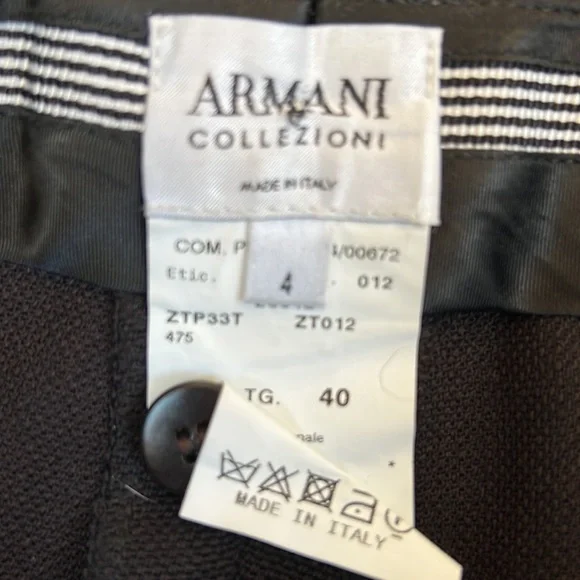 ARMANI
COLLEZIONI
MADE IN ITALY
COM. P /00672
Etic. 012
4
ZTP33T ZT012
475
TG. 40
MADE IN ITALY